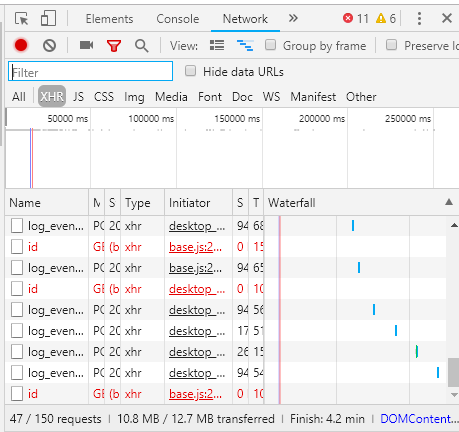 Elements Console Network » 11 6
View: Group by frame Preserve lo
Filter Hide data URLs
All XHR JS CSS Img Media Font Doc WS Manifest Other
50000 ms 100000 ms 150000 ms 200000 ms 250000 ms
Name M S Type Initiator S T Waterfall
log_even... PC 20 xhr desktop_... 94 68
id GE (b xhr base.js:2... 0 15
log_even... PC 20 xhr base.js:2... 94 65
id GE (b xhr desktop_... 0 10
log_even... PC 20 xhr desktop_... 94 56
log_even... PC 20 xhr desktop_... 17 51
log_even... PC 20 xhr desktop_... 26 15
log_even... PC 20 xhr desktop_... 94 54
id GE (b xhr base.js:2... 0 10
47 / 150 requests | 10.8 MB / 12.7 MB transferred | Finish: 4.2 min | DOMConten...